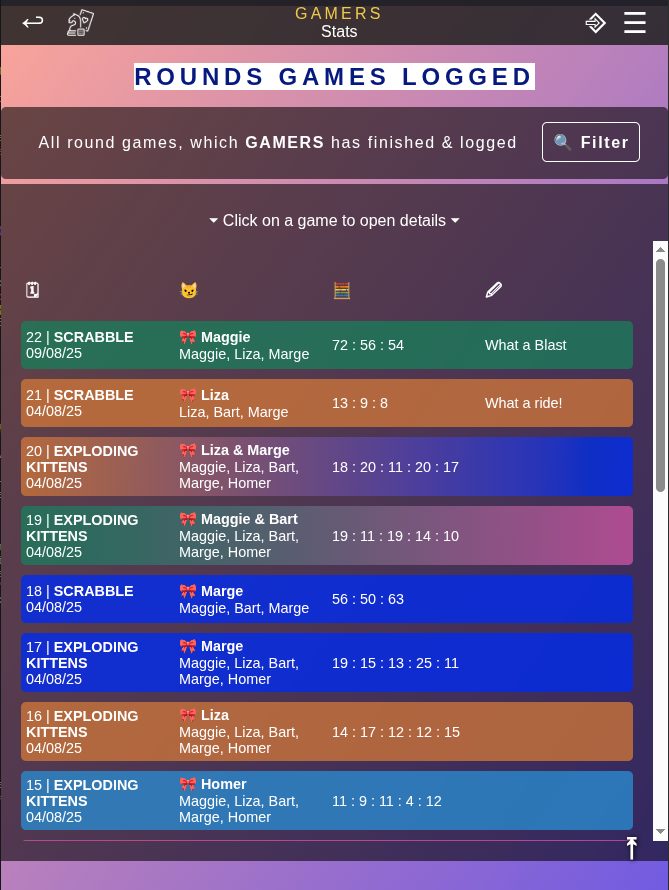 GAMERS
Stats
ROUNDS GAMES LOGGED
All round games, which GAMERS has finished & logged
🔍 Filter
Click on a game to open details
22 | SCRABBLE
09/08/25
🎀 Maggie
Maggie, Liza, Marge
72 : 56 : 54
What a Blast
21 | SCRABBLE
04/08/25
🎀 Liza
Liza, Bart, Marge
13 : 9 : 8
What a ride!
20 | EXPLODING
KITTENS
04/08/25
🎀 Liza & Marge
Maggie, Liza, Bart,
Marge, Homer
18 : 20 : 11 : 20 : 17
19 | EXPLODING
KITTENS
04/08/25
🎀 Maggie & Bart
Maggie, Liza, Bart,
Marge, Homer
19 : 11 : 19 : 14 : 10
18 | SCRABBLE
04/08/25
🎀 Marge
Maggie, Bart, Marge
56 : 50 : 63
17 | EXPLODING
KITTENS
04/08/25
🎀 Marge
Maggie, Liza, Bart,
Marge, Homer
19 : 15 : 13 : 25 : 11
16 | EXPLODING
KITTENS
04/08/25
🎀 Liza
Maggie, Liza, Bart,
Marge, Homer
14 : 17 : 12 : 12 : 15
15 | EXPLODING
KITTENS
04/08/25
🎀 Homer
Maggie, Liza, Bart,
Marge, Homer
11 : 9 : 11 : 4 : 12